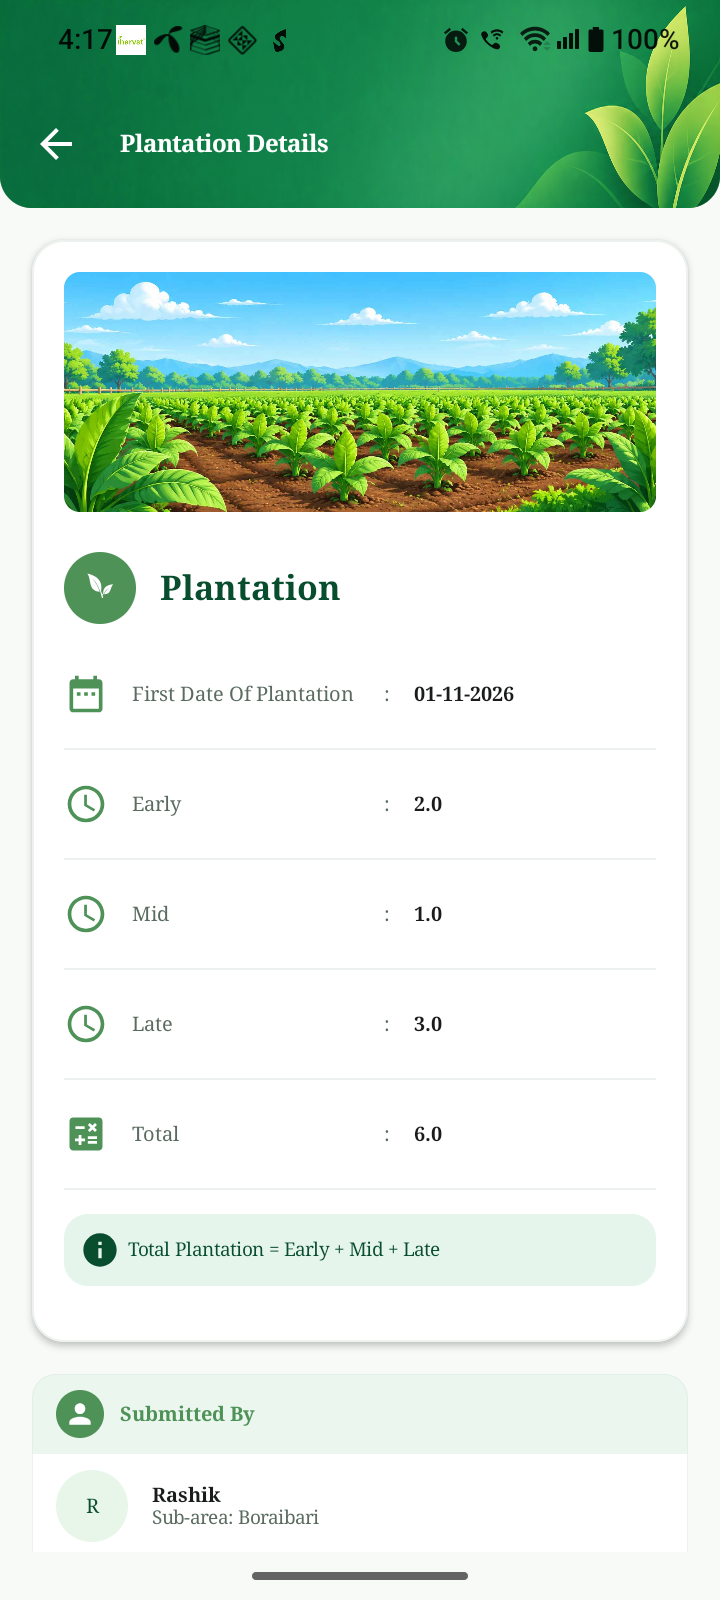 4:17
100%
Plantation Details
Plantation
First Date Of Plantation : 01-11-2026
Early : 2.0
Mid : 1.0
Late : 3.0
Total : 6.0
Total Plantation = Early + Mid + Late
Submitted By
R
Rashik
Sub-area: Boraibari